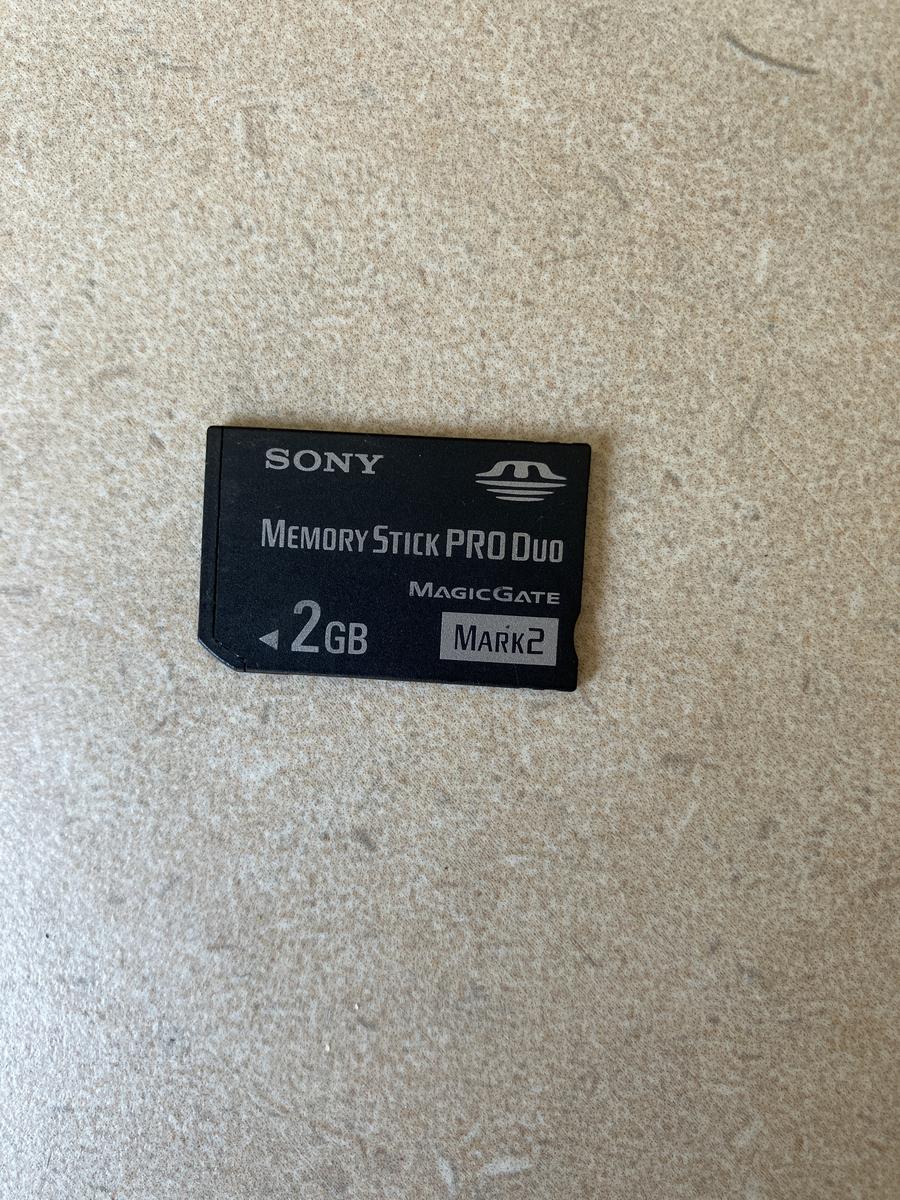 SONY
MEMORY STICK PRO DUO
MAGICGATE
2GB
MARK2